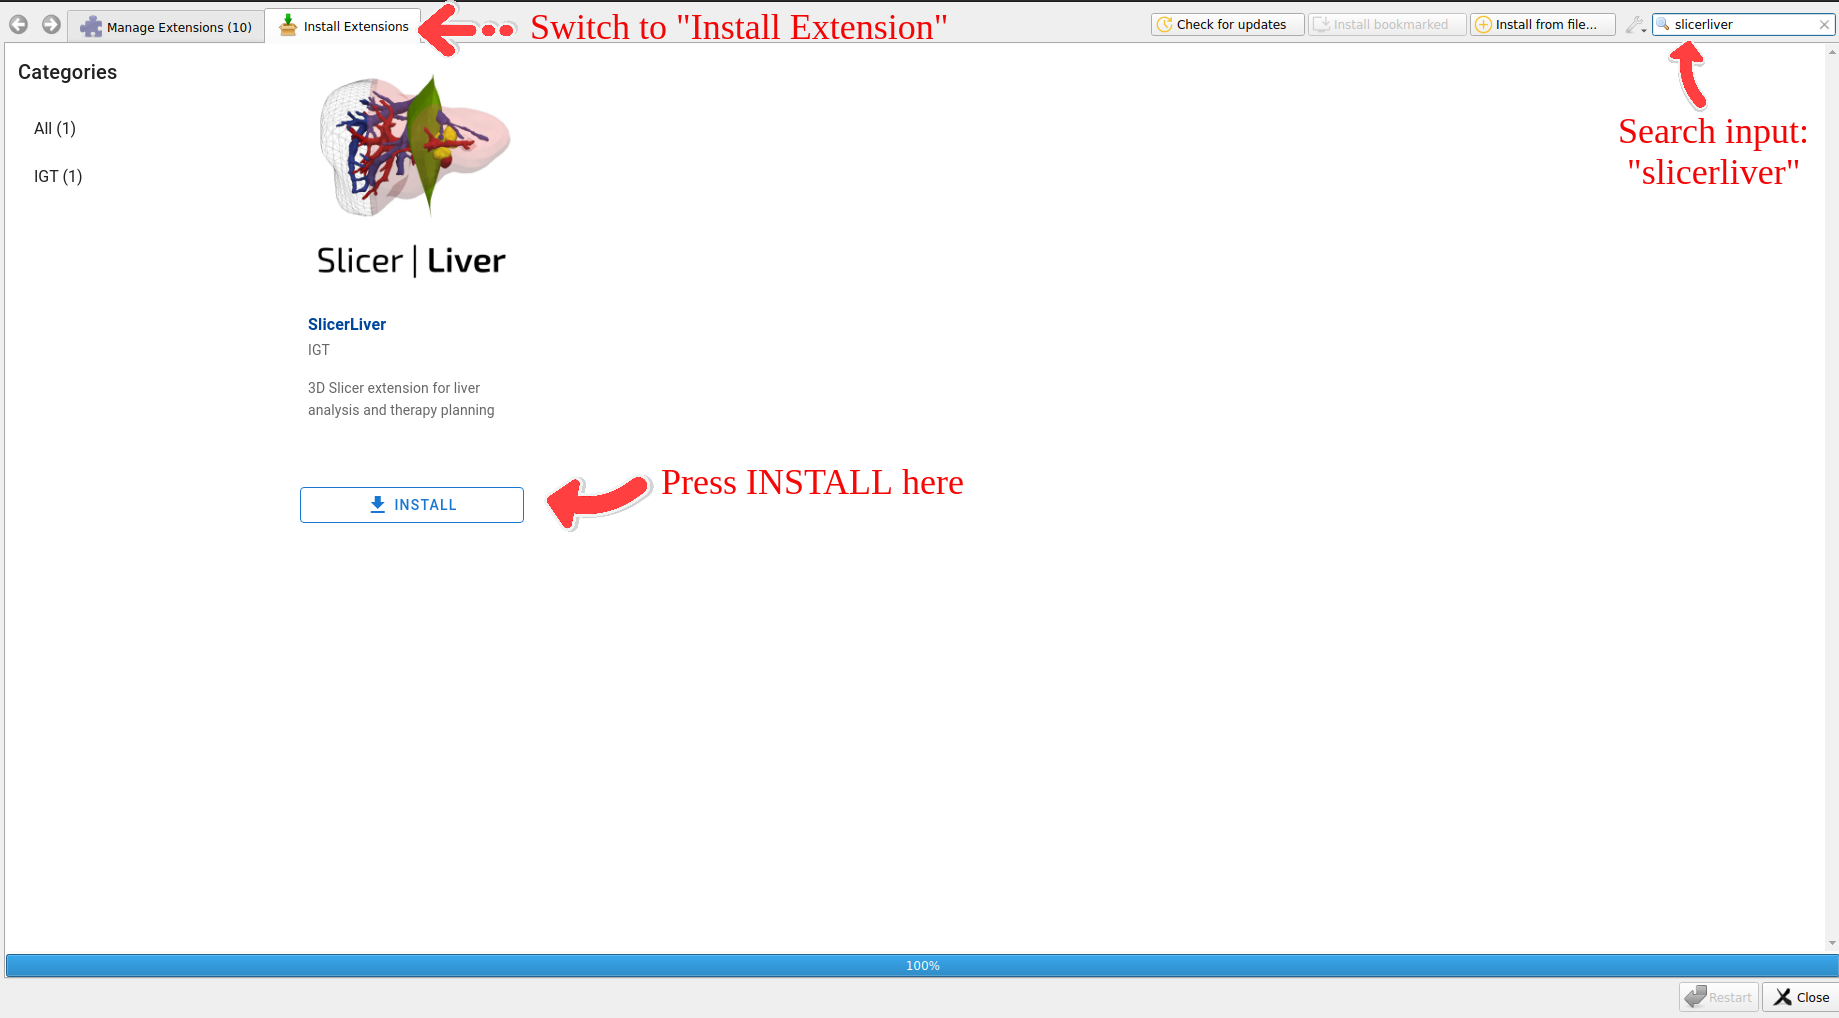 Manage Extensions (10)
Install Extensions
Switch to "Install Extension"
Check for updates
Install bookmarked
Install from file...
slicerliver
Categories
All (1)
IGT (1)
Search input:
"slicerliver"
Slicer | Liver
SlicerLiver
IGT
3D Slicer extension for liver
analysis and therapy planning
INSTALL
Press INSTALL here
100%
Restart
Close